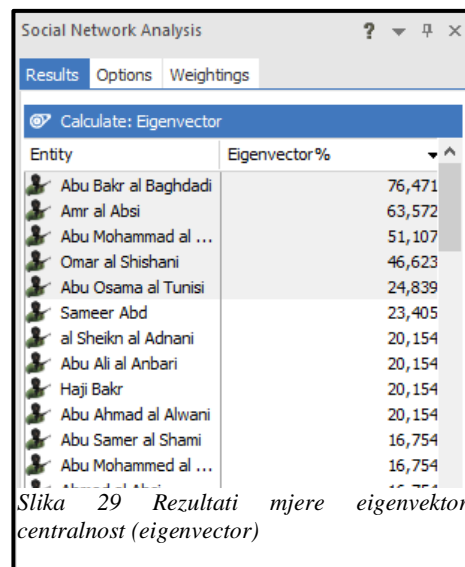 Social Network Analysis ?
Results Options Weightings
Calculate: Eigenvector
Entity Eigenvector%
Abu Bakr al Baghdadi 76,471
Amr al Absi 63,572
Abu Mohammad al ... 51,107
Omar al Shishani 46,623
Abu Osama al Tunisi 24,839
Sameer Abd 23,405
al Sheikn al Adnani 20,154
Abu Ali al Anbari 20,154
Haji Bakr 20,154
Abu Ahmad al Alwani 20,154
Abu Samer al Shami 16,754
Abu Mohammed al ... 16,754
Slika 29 Rezultati mjere eigenvektor
centralnost (eigenvector)